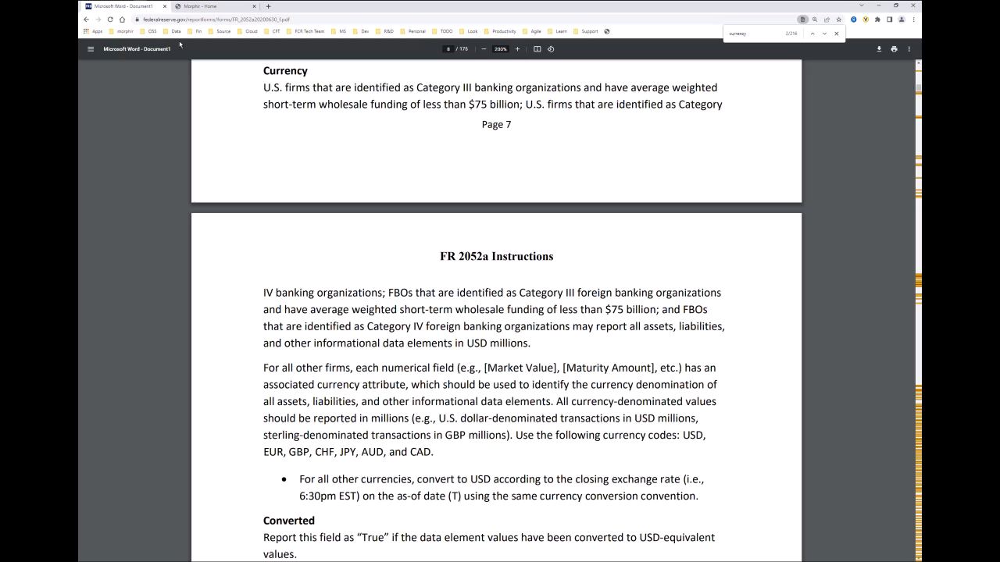 Microsoft Word - Document1
Morphir - Home
federalreserve.gov/reportforms/forms/FR_2052a20200630_f.pdf
Apps morphir OSS Data Fin Source Cloud CFT FCR Tech Team MS Dev R&D Personal TODO Look Productivity Agile Learn Support
currency 2/216
Microsoft Word - Document1 8 / 175 200%
Currency
U.S. firms that are identified as Category III banking organizations and have average weighted
short-term wholesale funding of less than $75 billion; U.S. firms that are identified as Category
Page 7
FR 2052a Instructions
IV banking organizations; FBOs that are identified as Category III foreign banking organizations
and have average weighted short-term wholesale funding of less than $75 billion; and FBOs
that are identified as Category IV foreign banking organizations may report all assets, liabilities,
and other informational data elements in USD millions.
For all other firms, each numerical field (e.g., [Market Value], [Maturity Amount], etc.) has an
associated currency attribute, which should be used to identify the currency denomination of
all assets, liabilities, and other informational data elements. All currency-denominated values
should be reported in millions (e.g., U.S. dollar-denominated transactions in USD millions,
sterling-denominated transactions in GBP millions). Use the following currency codes: USD,
EUR, GBP, CHF, JPY, AUD, and CAD.
• For all other currencies, convert to USD according to the closing exchange rate (i.e.,
6:30pm EST) on the as-of date (T) using the same currency conversion convention.
Converted
Report this field as " if the data element values have been converted to USD-equivalent
values.